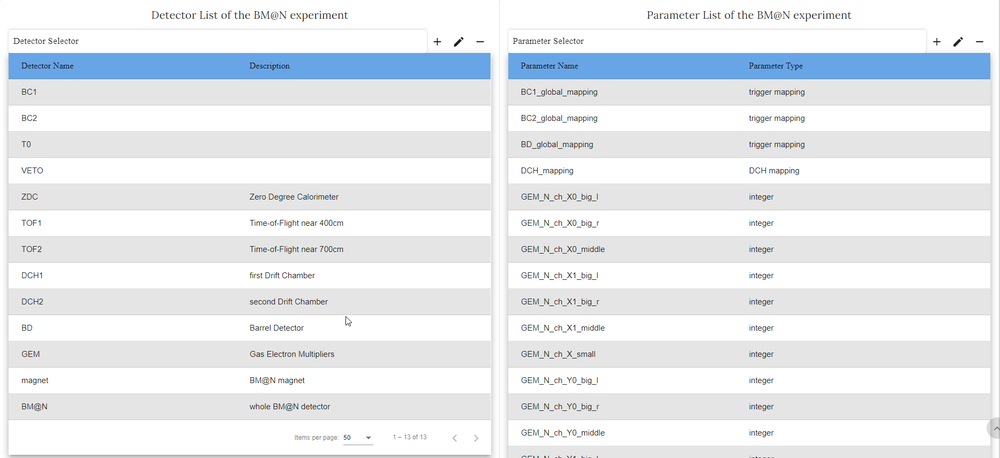 Detector List of the BM@N experiment
Detector Selector
Detector Name Description
BC1
BC2
T0
VETO
ZDC Zero Degree Calorimeter
TOF1 Time-of-Flight near 400cm
TOF2 Time-of-Flight near 700cm
DCH1 first Drift Chamber
DCH2 second Drift Chamber
BD Barrel Detector
GEM Gas Electron Multipliers
magnet BM@N magnet
BM@N whole BM@N detector
Items per page: 50 1 – 13 of 13
Parameter List of the BM@N experiment
Parameter Selector
Parameter Name Parameter Type
BC1_global_mapping trigger mapping
BC2_global_mapping trigger mapping
BD_global_mapping trigger mapping
DCH_mapping DCH mapping
GEM_N_ch_X0_big_l integer
GEM_N_ch_X0_big_r integer
GEM_N_ch_X0_middle integer
GEM_N_ch_X1_big_l integer
GEM_N_ch_X1_big_r integer
GEM_N_ch_X1_middle integer
GEM_N_ch_X_small integer
GEM_N_ch_Y0_big_l integer
GEM_N_ch_Y0_big_r integer
GEM_N_ch_Y0_middle integer
GEM_N_ch_Y1_big_l integer